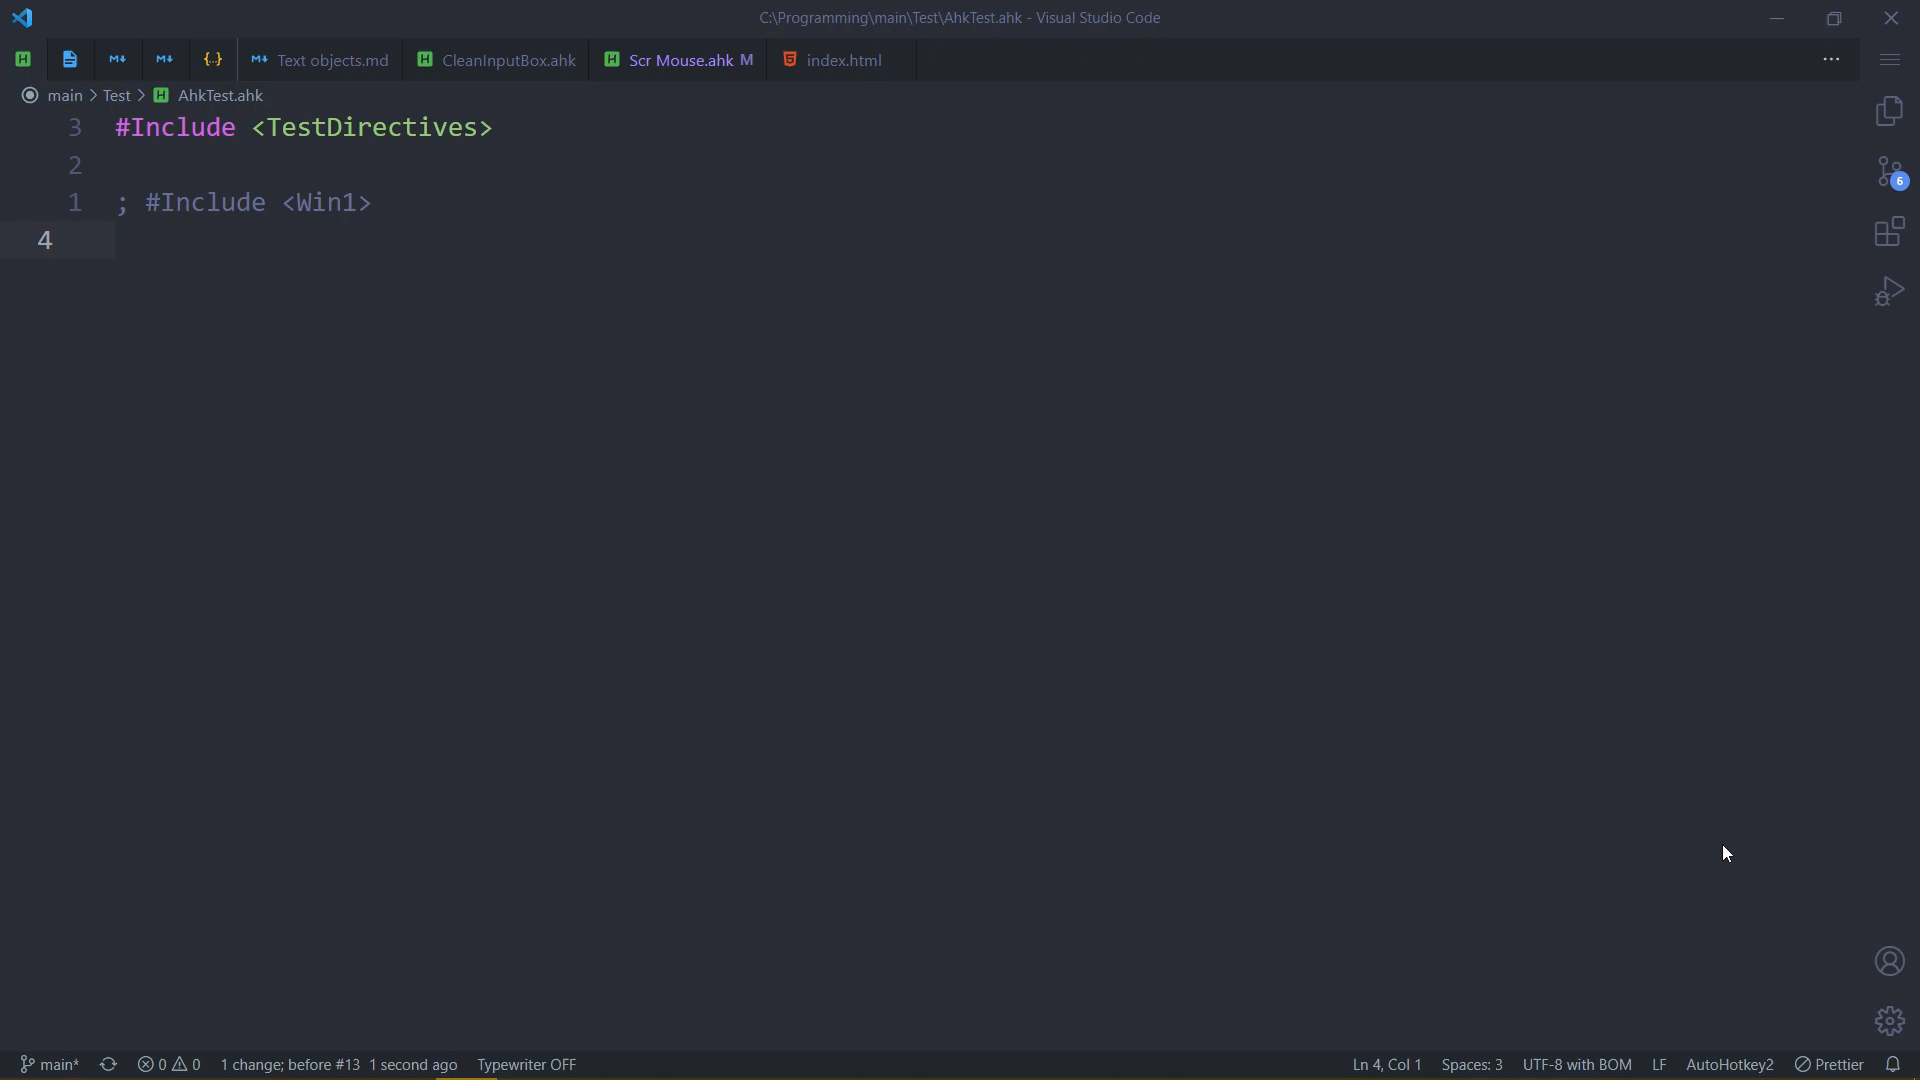 C:\Programming\main\Test\AhkTest.ahk - Visual Studio Code
Text objects.md
CleanInputBox.ahk
Scr Mouse.ahk M
index.html
main > Test > AhkTest.ahk
3 #Include <TestDirectives>
2
1 ; #Include <Win1>
4
6
main* 0 0 1 change; before #13 1 second ago Typewriter OFF Ln 4, Col 1 Spaces: 3 UTF-8 with BOM LF AutoHotkey2 Prettier